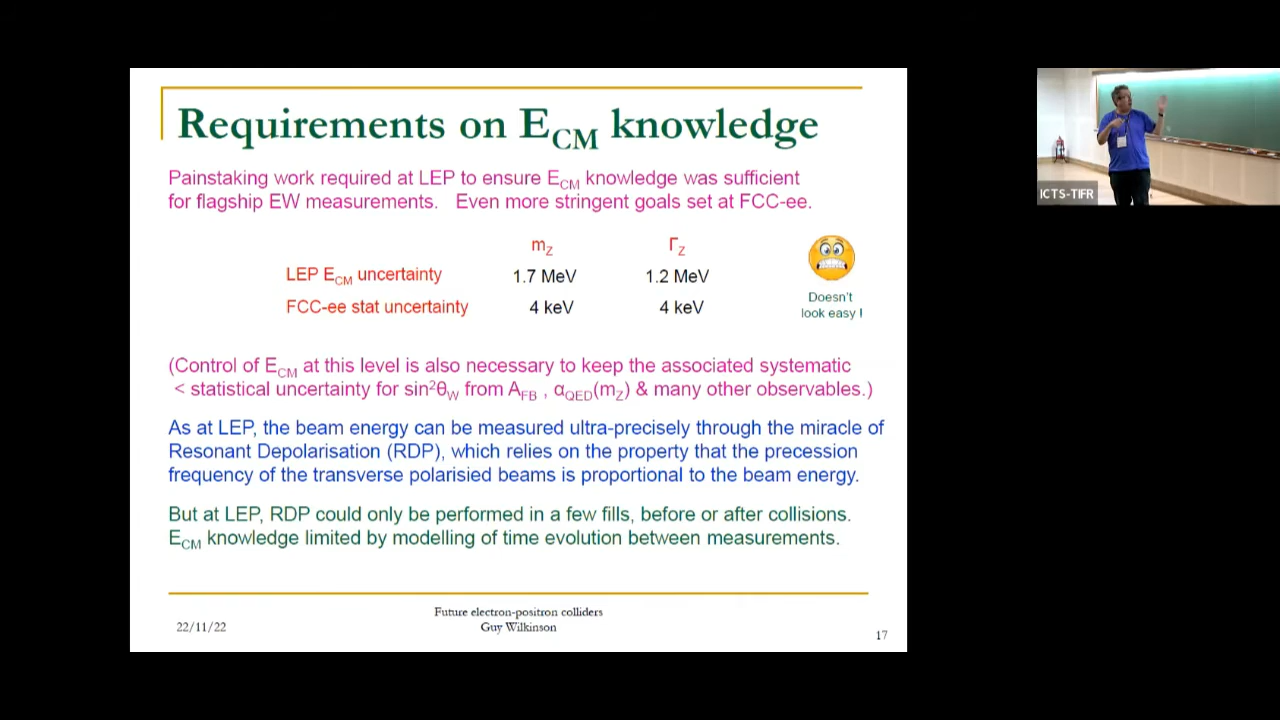 Requirements on E_CM knowledge
Painstaking work required at LEP to ensure E_CM knowledge was sufficient
for flagship EW measurements. Even more stringent goals set at FCC-ee.
m_Z Γ_Z
LEP E_CM uncertainty 1.7 MeV 1.2 MeV
FCC-ee stat uncertainty 4 keV 4 keV
Doesn't
look easy !
(Control of E_CM at this level is also necessary to keep the associated systematic
< statistical uncertainty for sin²θ_W from A_FB , α_QED(m_Z) & many other observables.)
As at LEP, the beam energy can be measured ultra-precisely through the miracle of
Resonant Depolarisation (RDP), which relies on the property that the precession
frequency of the transverse polarisied beams is proportional to the beam energy.
But at LEP, RDP could only be performed in a few fills, before or after collisions.
E_CM knowledge limited by modelling of time evolution between measurements.
22/11/22
Future electron-positron colliders
Guy Wilkinson
17
ICTS-TIFR